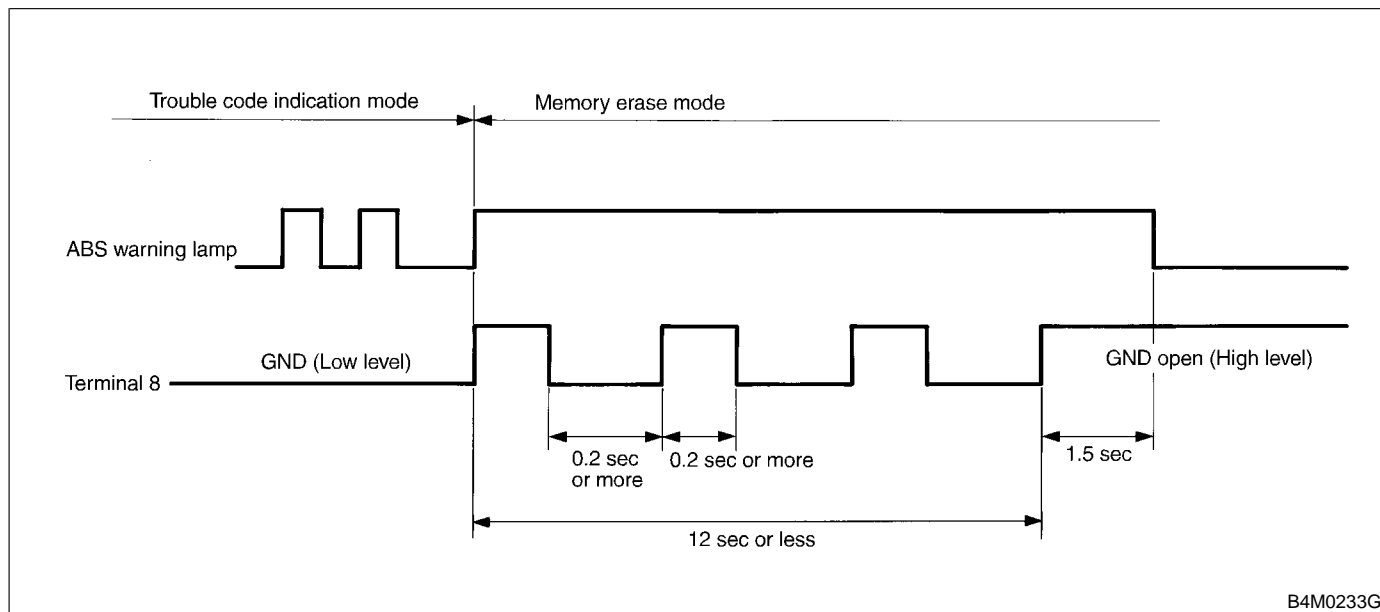 Trouble code indication mode
Memory erase mode
ABS warning lamp
GND (Low level)
GND open (High level)
Terminal 8
0.2 sec
or more
0.2 sec or more
1.5 sec
12 sec or less
B4M0233G